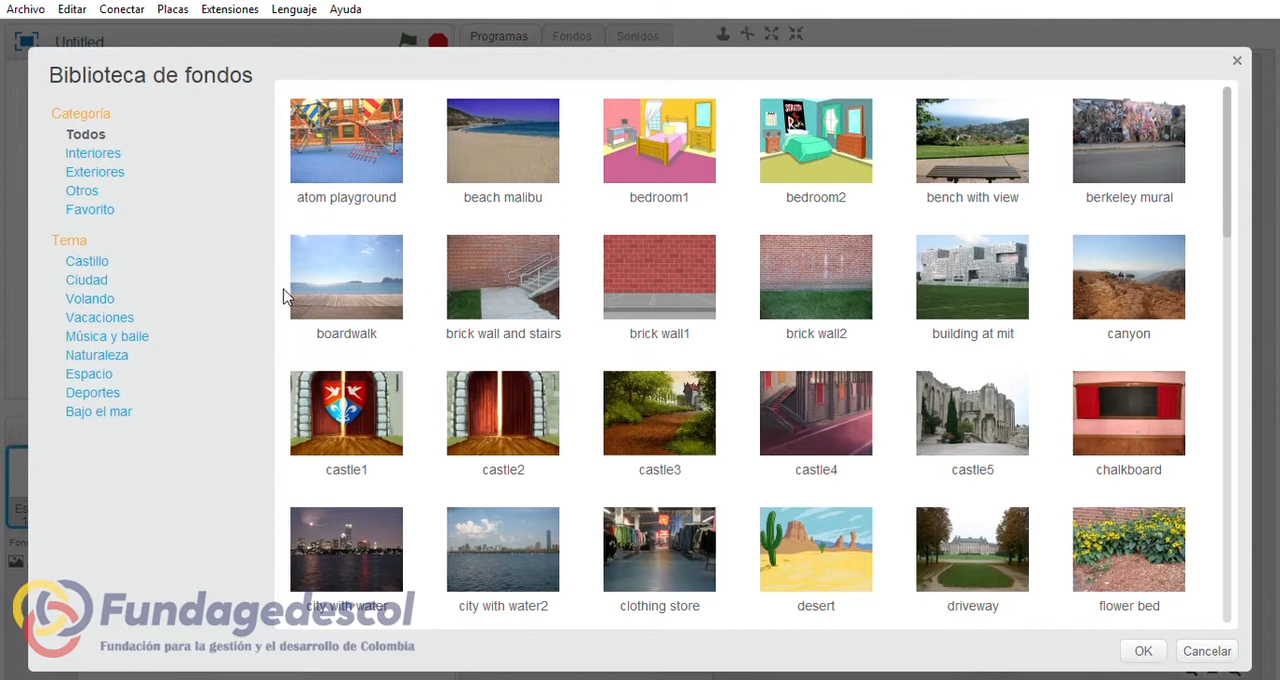 Archivo Editar Conectar Placas Extensiones Lenguaje Ayuda
Untitled Programas Fondos Sonidos
Biblioteca de fondos
Categoría
Todos
Interiores
Exteriores
Otros
Favorito
Tema
Castillo
Ciudad
Volando
Vacaciones
Música y baile
Naturaleza
Espacio
Deportes
Bajo el mar
atom playground beach malibu bedroom1 bedroom2 bench with view berkeley mural
boardwalk brick wall and stairs brick wall1 brick wall2 building at mit canyon
castle1 castle2 castle3 castle4 castle5 chalkboard
city with water city with water2 clothing store desert driveway flower bed
OK Cancelar
Fundagedescol
Fundación para la gestión y el desarrollo de Colombia